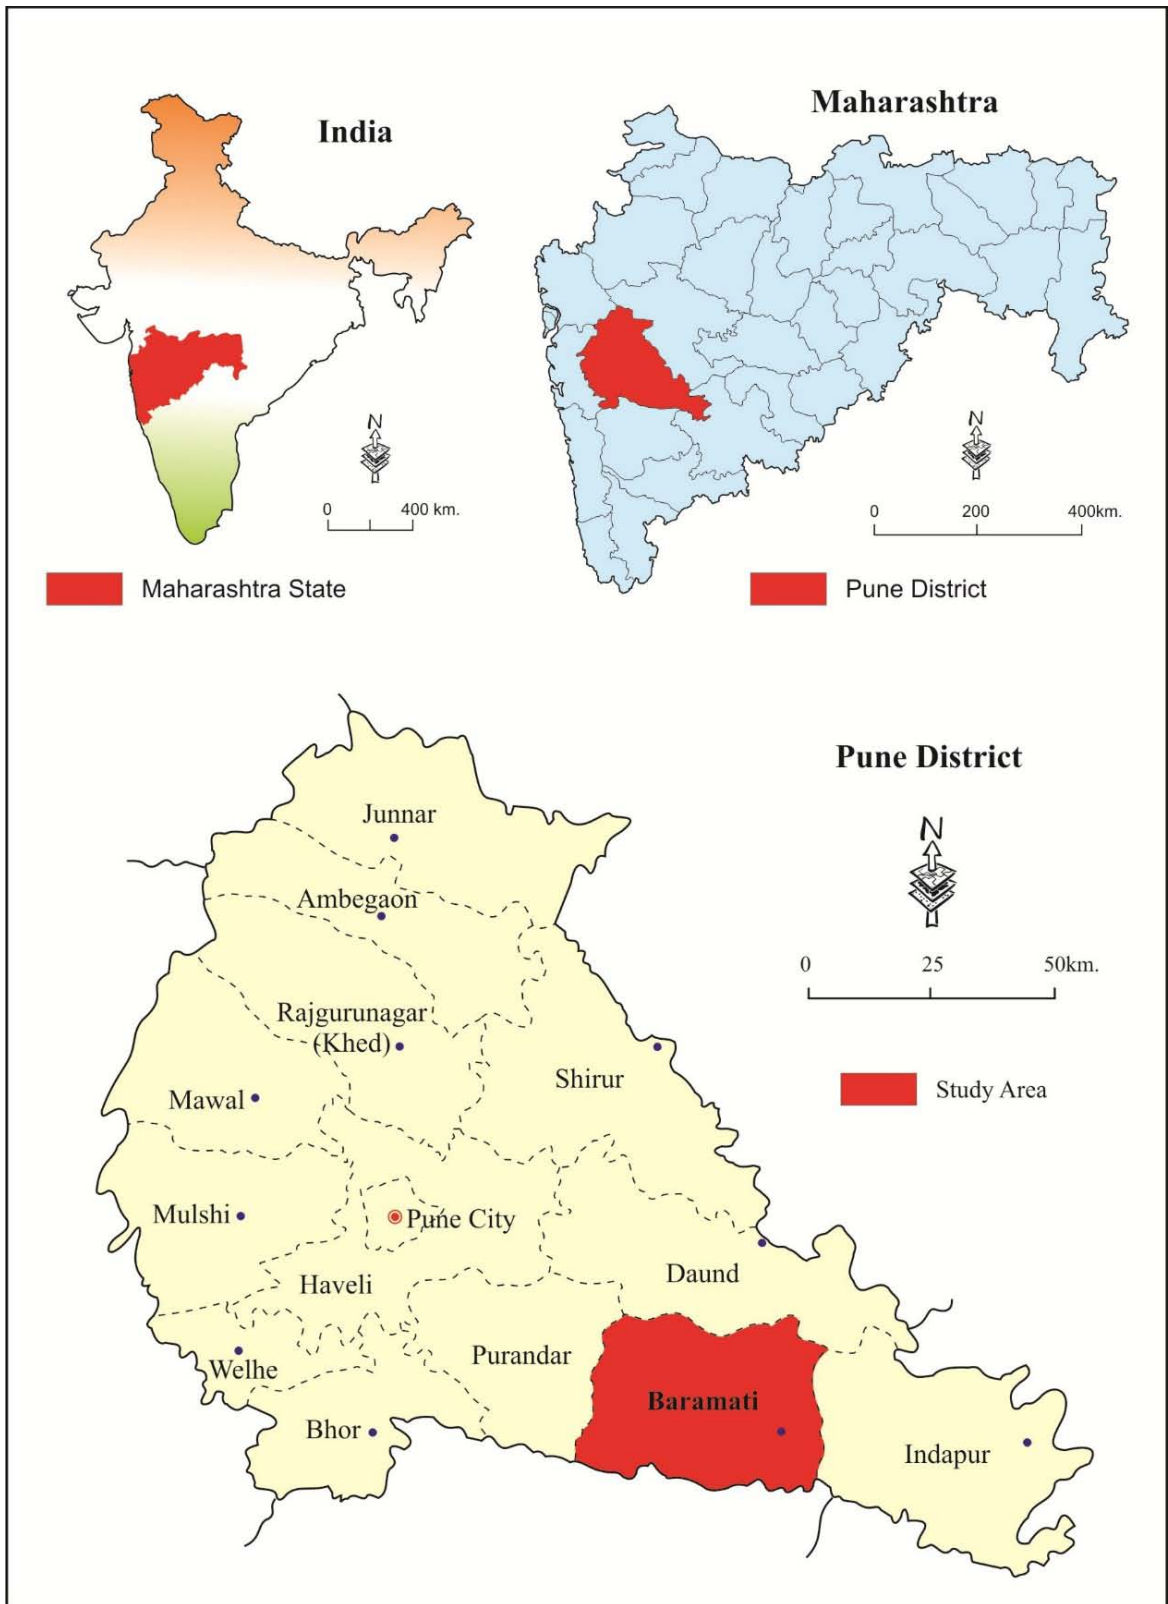 India
Maharashtra
N
0 400 km.
N
0 200 400km.
Maharashtra State
Pune District
Pune District
N
0 25 50km.
Study Area
Junnar
Ambegaon
Rajgurunagar
(Khed)
Shirur
Mawal
Mulshi
Pune City
Haveli
Daund
Welhe
Purandar
Baramati
Bhor
Indapur